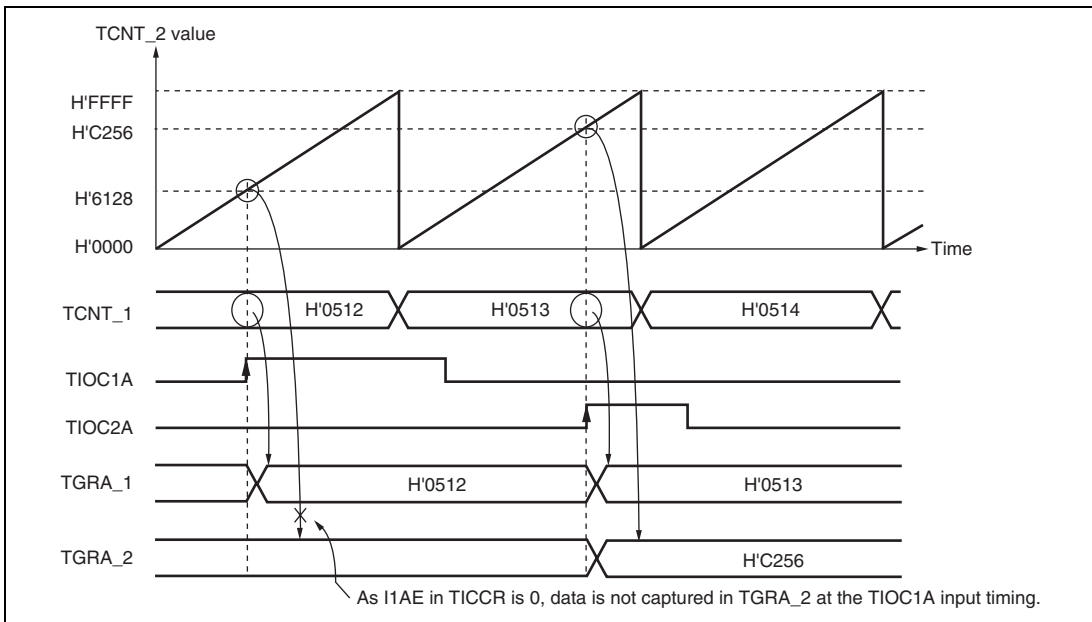 TCNT_2 value
H'FFFF
H'C256
H'6128
H'0000
Time
TCNT_1
H'0512
H'0513
H'0514
TIOC1A
TIOC2A
TGRA_1
H'0512
H'0513
TGRA_2
H'C256
As I1AE in TICCR is 0, data is not captured in TGRA_2 at the TIOC1A input timing.